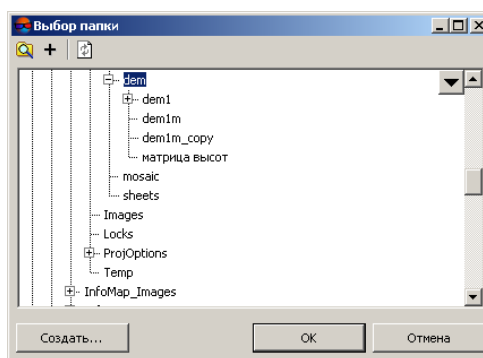 Выбор папки
dem
dem1
dem1m
dem1m_copy
матрица высот
mosaic
sheets
Images
Locks
ProjOptions
Temp
InfoMap_Images
Создать...
OK
Отмена